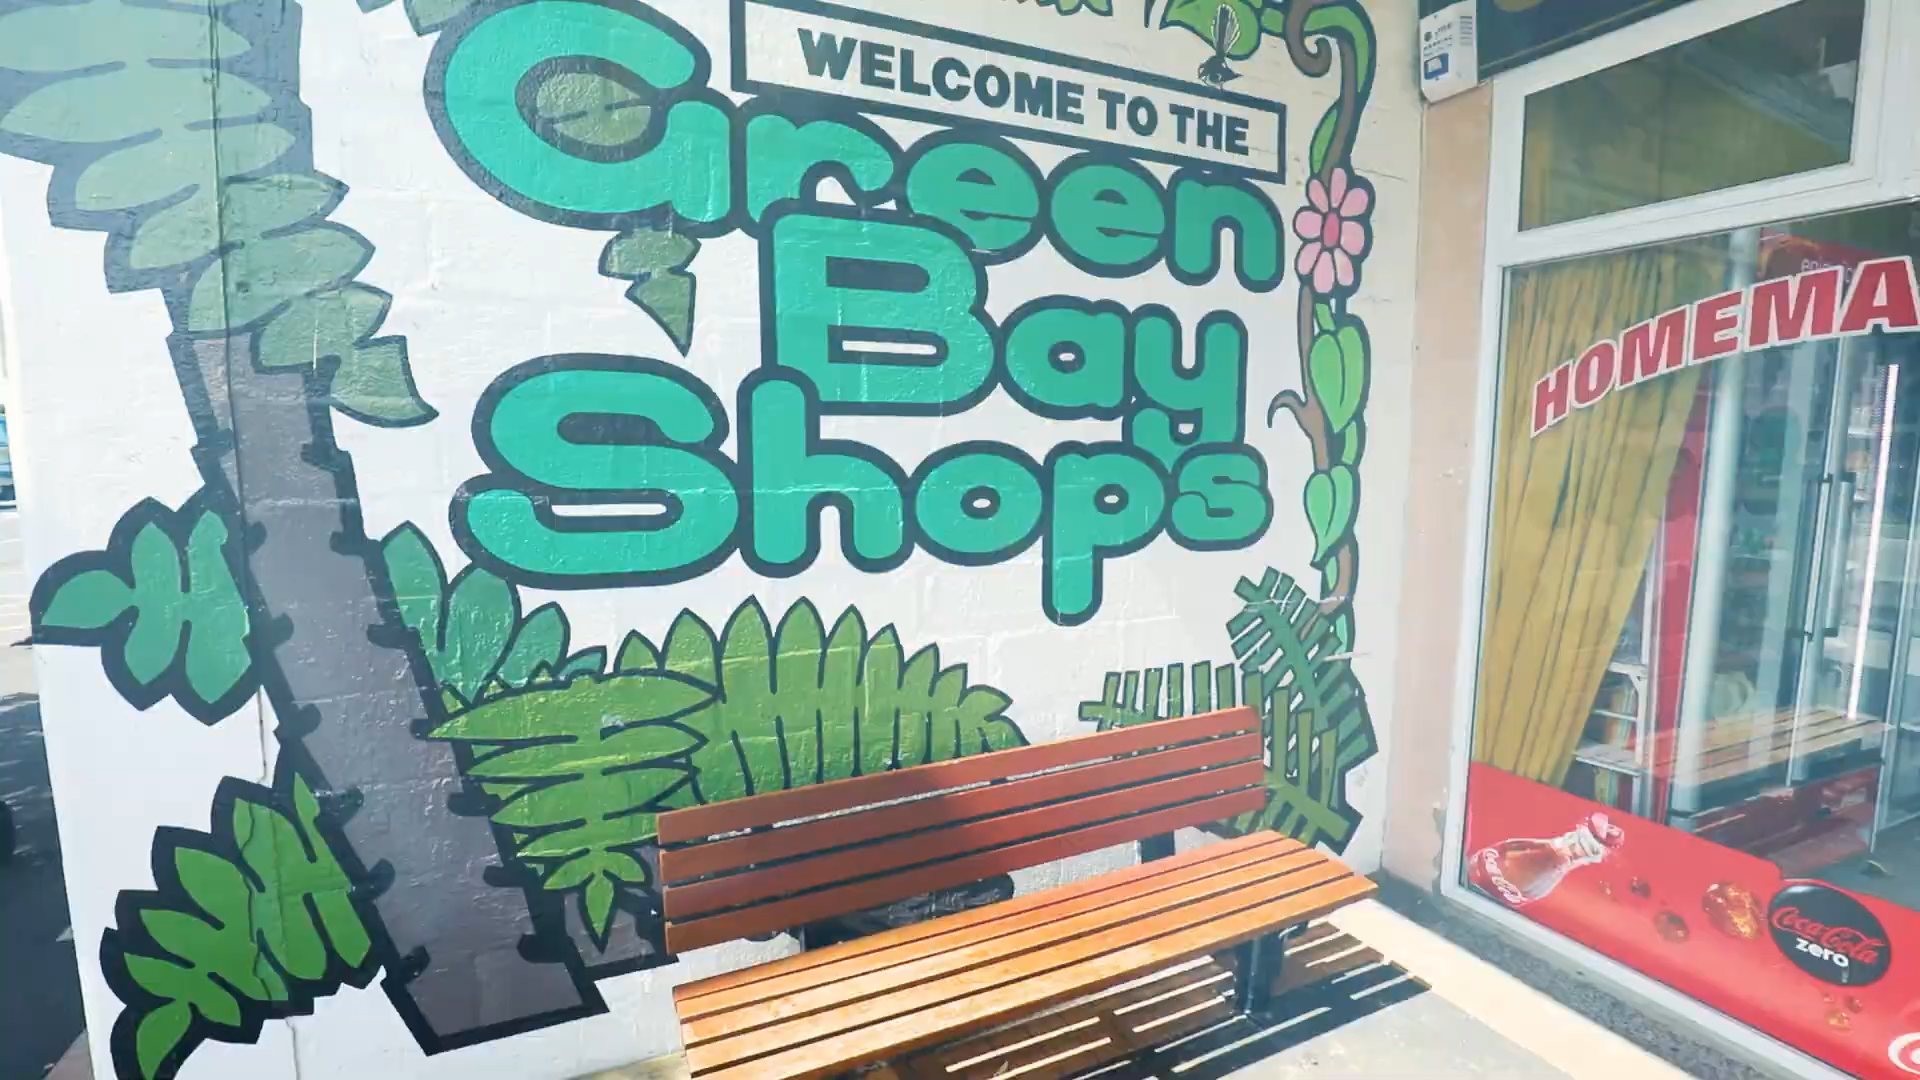 WELCOME TO THE
Green
Bay
Shops
HOMEMA
Coca-Cola
Coca-Cola
zero